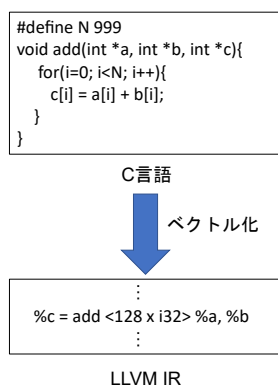 #define N 999
void add(int *a, int *b, int *c){
for(i=0; i<N; i++){
c[i] = a[i] + b[i];
}
}
C言語
ベクトル化
⋮
%c = add <128 x i32> %a, %b
⋮
LLVM IR